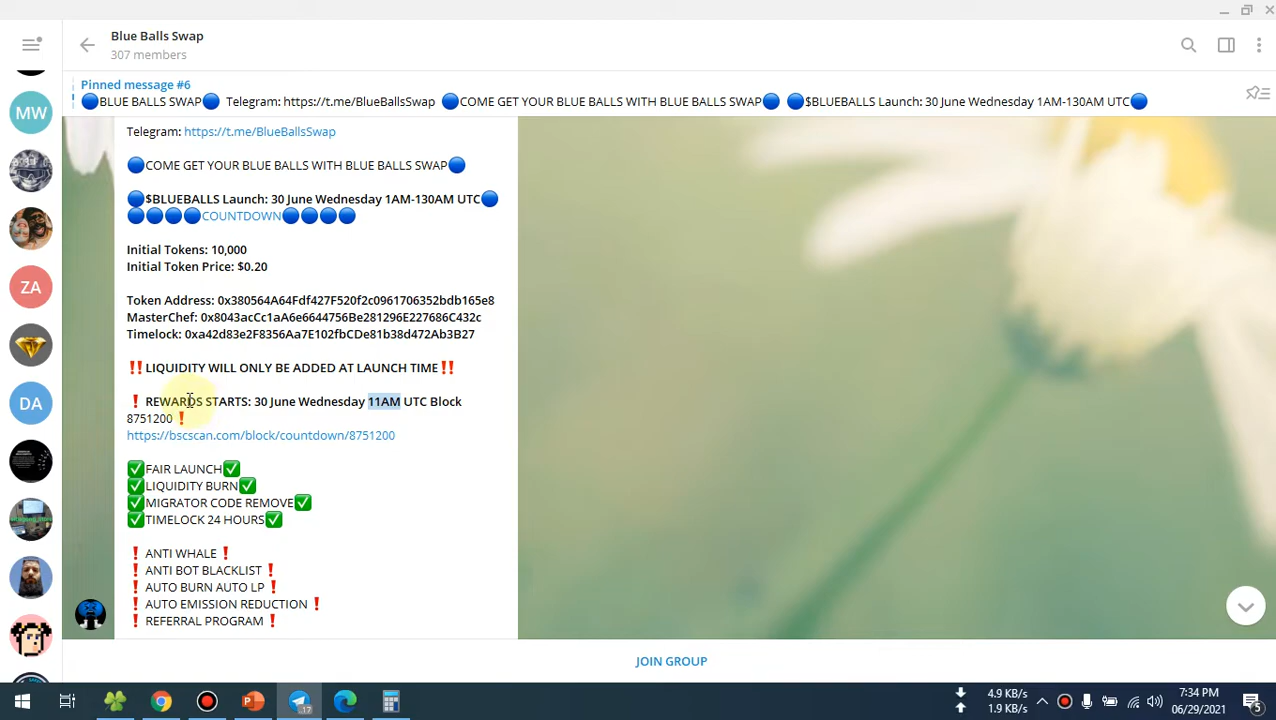 Blue Balls Swap
307 members
Pinned message #6
🔵BLUE BALLS SWAP🔵 Telegram: https://t.me/BlueBallsSwap 🔵COME GET YOUR BLUE BALLS WITH BLUE BALLS SWAP🔵 🔵$BLUEBALLS Launch: 30 June Wednesday 1AM-130AM UTC🔵
Telegram: https://t.me/BlueBallsSwap
🔵COME GET YOUR BLUE BALLS WITH BLUE BALLS SWAP🔵
🔵$BLUEBALLS Launch: 30 June Wednesday 1AM-130AM UTC🔵
🔵🔵🔵🔵COUNTDOWN🔵🔵🔵🔵
Initial Tokens: 10,000
Initial Token Price: $0.20
Token Address: 0x380564A64Fdf427F520f2c0961706352bdb165e8
MasterChef: 0x8043acCc1aA6e6644756Be281296E227686C432c
Timelock: 0xa42d83e2F8356Aa7E102fbCDe81b38d472Ab3B27
‼️LIQUIDITY WILL ONLY BE ADDED AT LAUNCH TIME‼️
❗REWARDS STARTS: 30 June Wednesday 11AM UTC Block
8751200❗
https://bscscan.com/block/countdown/8751200
✅FAIR LAUNCH✅
✅LIQUIDITY BURN✅
✅MIGRATOR CODE REMOVE✅
✅TIMELOCK 24 HOURS✅
❗ANTI WHALE❗
❗ANTI BOT BLACKLIST❗
❗AUTO BURN AUTO LP❗
❗AUTO EMISSION REDUCTION❗
❗REFERRAL PROGRAM❗
MW
ZA
DA
JOIN GROUP
17
4.9 KB/s
1.9 KB/s
7:34 PM
06/29/2021
5